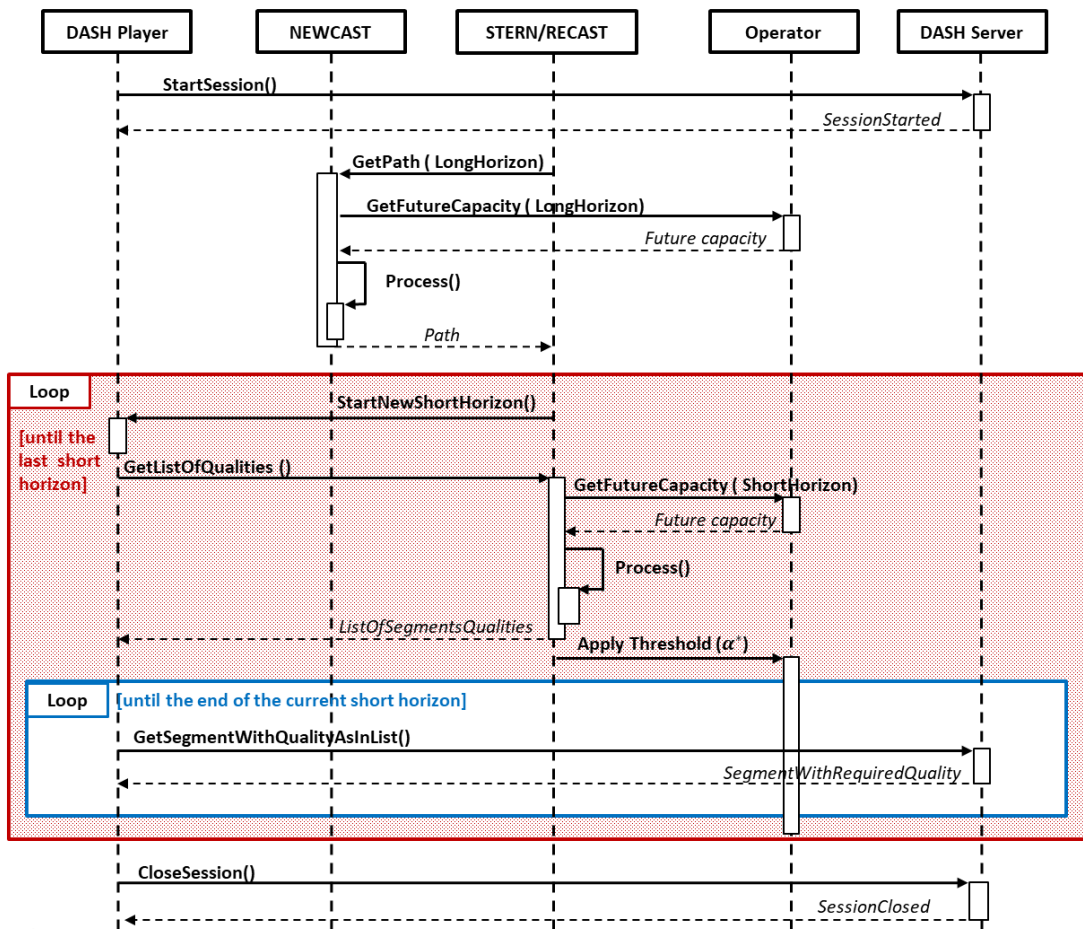 DASH Player
NEWCAST
STERN/RECAST
Operator
DASH Server
StartSession()
SessionStarted
GetPath ( LongHorizon)
GetFutureCapacity ( LongHorizon)
Future capacity
Process()
Path
Loop
StartNewShortHorizon()
[until the
last short
horizon]
GetListOfQualities ()
GetFutureCapacity ( ShortHorizon)
Future capacity
Process()
ListOfSegmentsQualities
Apply Threshold (α*)
Loop
[until the end of the current short horizon]
GetSegmentWithQualityAsInList()
SegmentWithRequiredQuality
CloseSession()
SessionClosed